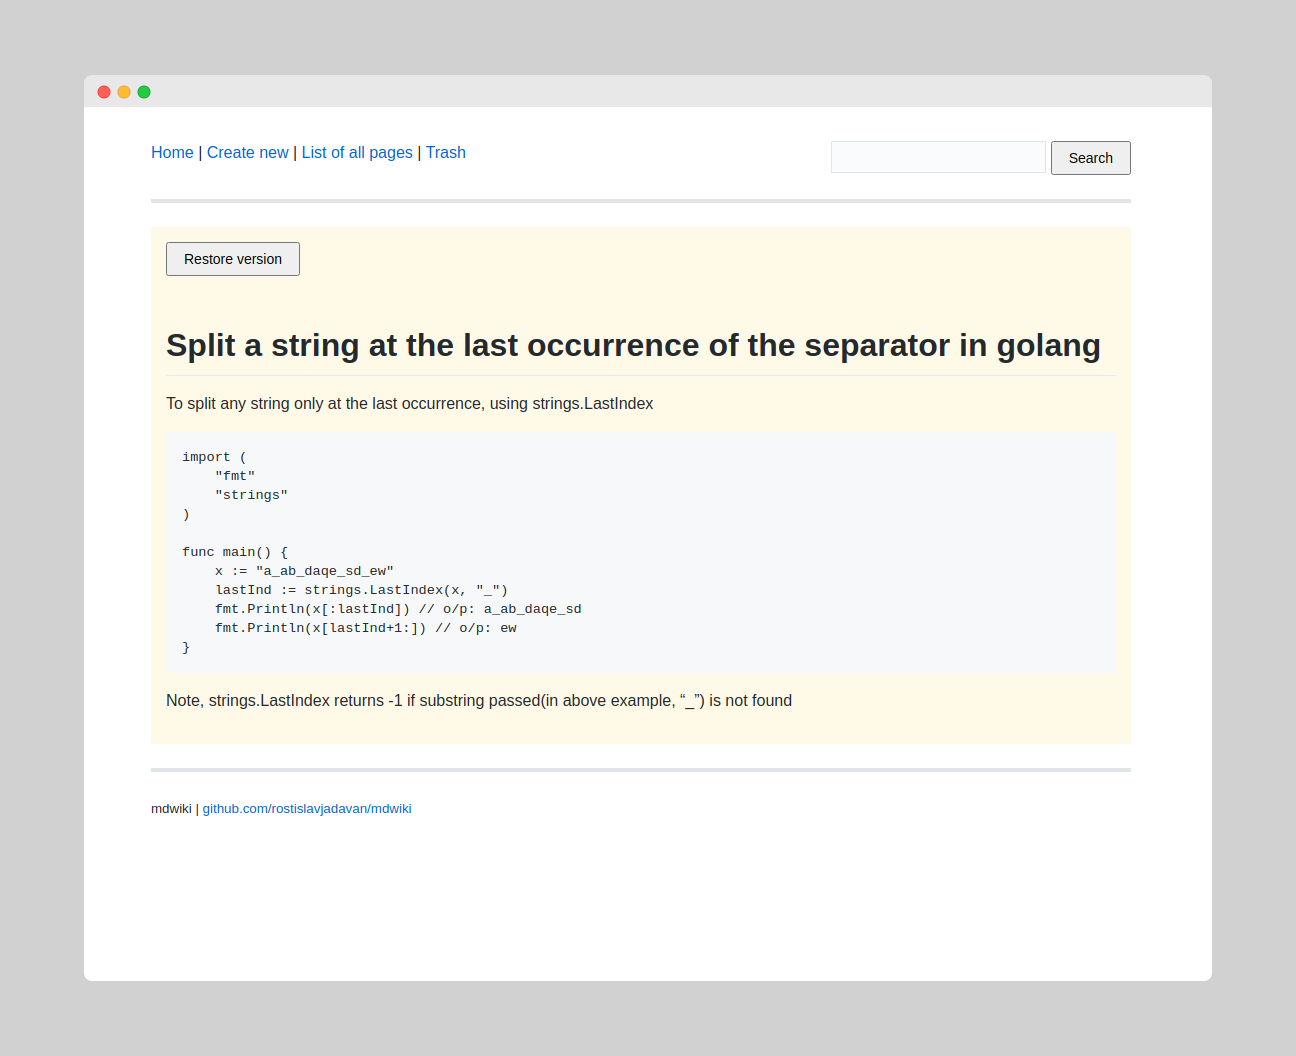 Home | Create new | List of all pages | Trash
Search
Restore version
Split a string at the last occurrence of the separator in golang
To split any string only at the last occurrence, using strings.LastIndex
import (
    "fmt"
    "strings"
)

func main() {
    x := "a_ab_daqe_sd_ew"
    lastInd := strings.LastIndex(x, "_")
    fmt.Println(x[:lastInd]) // o/p: a_ab_daqe_sd
    fmt.Println(x[lastInd+1:]) // o/p: ew
}
Note, strings.LastIndex returns -1 if substring passed(in above example, “_”) is not found
mdwiki | github.com/rostislavjadavan/mdwiki